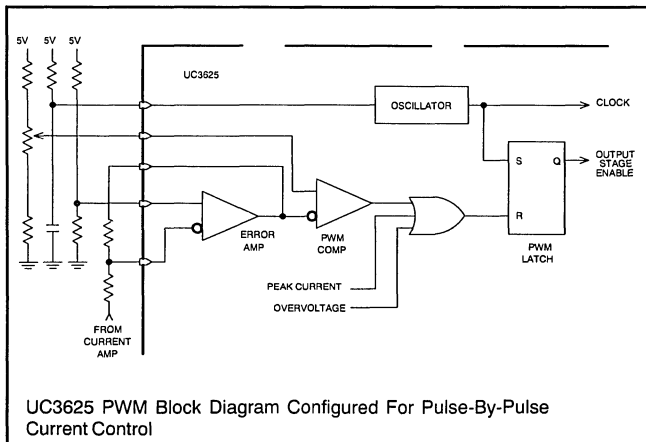 5V 5V 5V
UC3625
OSCILLATOR
CLOCK
S Q
OUTPUT
STAGE
ENABLE
R
ERROR
AMP
PWM
COMP
PWM
LATCH
PEAK CURRENT
OVERVOLTAGE
FROM
CURRENT
AMP
UC3625 PWM Block Diagram Configured For Pulse-By-Pulse
Current Control